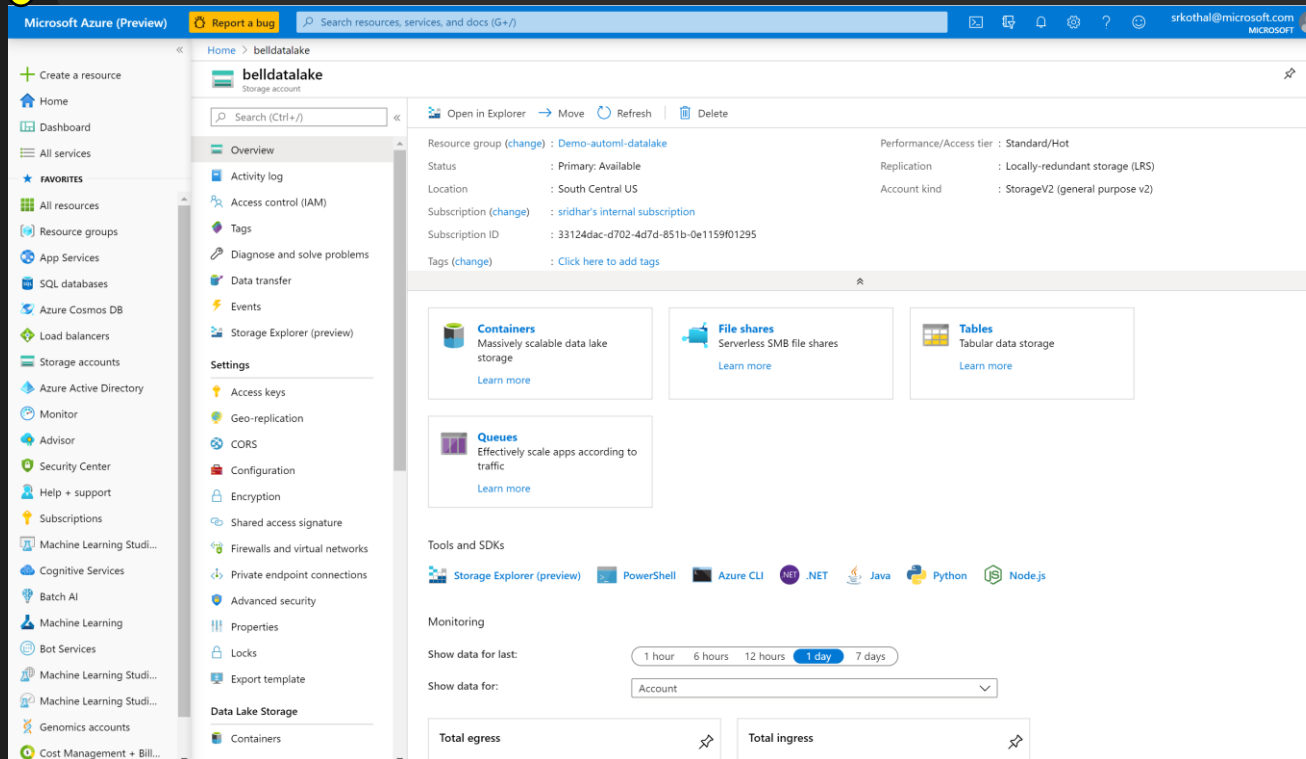 Microsoft Azure (Preview)
Report a bug
Search resources, services, and docs (G+/)
srkothal@microsoft.com
MICROSOFT
Create a resource
Home
Dashboard
All services
FAVORITES
All resources
Resource groups
App Services
SQL databases
Azure Cosmos DB
Load balancers
Storage accounts
Azure Active Directory
Monitor
Advisor
Security Center
Help + support
Subscriptions
Machine Learning Studi...
Cognitive Services
Batch AI
Machine Learning
Bot Services
Machine Learning Studi...
Machine Learning Studi...
Genomics accounts
Cost Management + Bill...
Home > belldatalake
belldatalake
Storage account
Search (Ctrl+/)
Overview
Activity log
Access control (IAM)
Tags
Diagnose and solve problems
Data transfer
Events
Storage Explorer (preview)
Settings
Access keys
Geo-replication
CORS
Configuration
Encryption
Shared access signature
Firewalls and virtual networks
Private endpoint connections
Advanced security
Properties
Locks
Export template
Data Lake Storage
Containers
Open in Explorer Move Refresh Delete
Resource group (change) : Demo-automl-datalake
Status : Primary: Available
Location : South Central US
Subscription (change) : sridhar's internal subscription
Subscription ID : 33124dac-d702-4d7d-851b-0e1159f01295
Tags (change) : Click here to add tags
Performance/Access tier : Standard/Hot
Replication : Locally-redundant storage (LRS)
Account kind : StorageV2 (general purpose v2)
Containers
Massively scalable data lake
storage
Learn more
File shares
Serverless SMB file shares
Learn more
Tables
Tabular data storage
Learn more
Queues
Effectively scale apps according to
traffic
Learn more
Tools and SDKs
Storage Explorer (preview) PowerShell Azure CLI NET .NET Java Python JS Node.js
Monitoring
Show data for last: 1 hour 6 hours 12 hours 1 day 7 days
Show data for: Account
Total egress
Total ingress